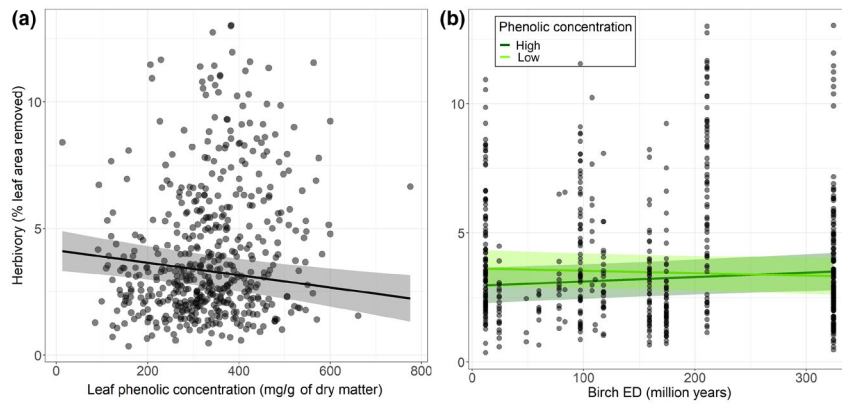 (a)
Herbivory (% leaf area removed)
10
5
0
0 200 400 600 800
Leaf phenolic concentration (mg/g of dry matter)
(b)
Phenolic concentration
High
Low
10
5
0
0 100 200 300
Birch ED (million years)